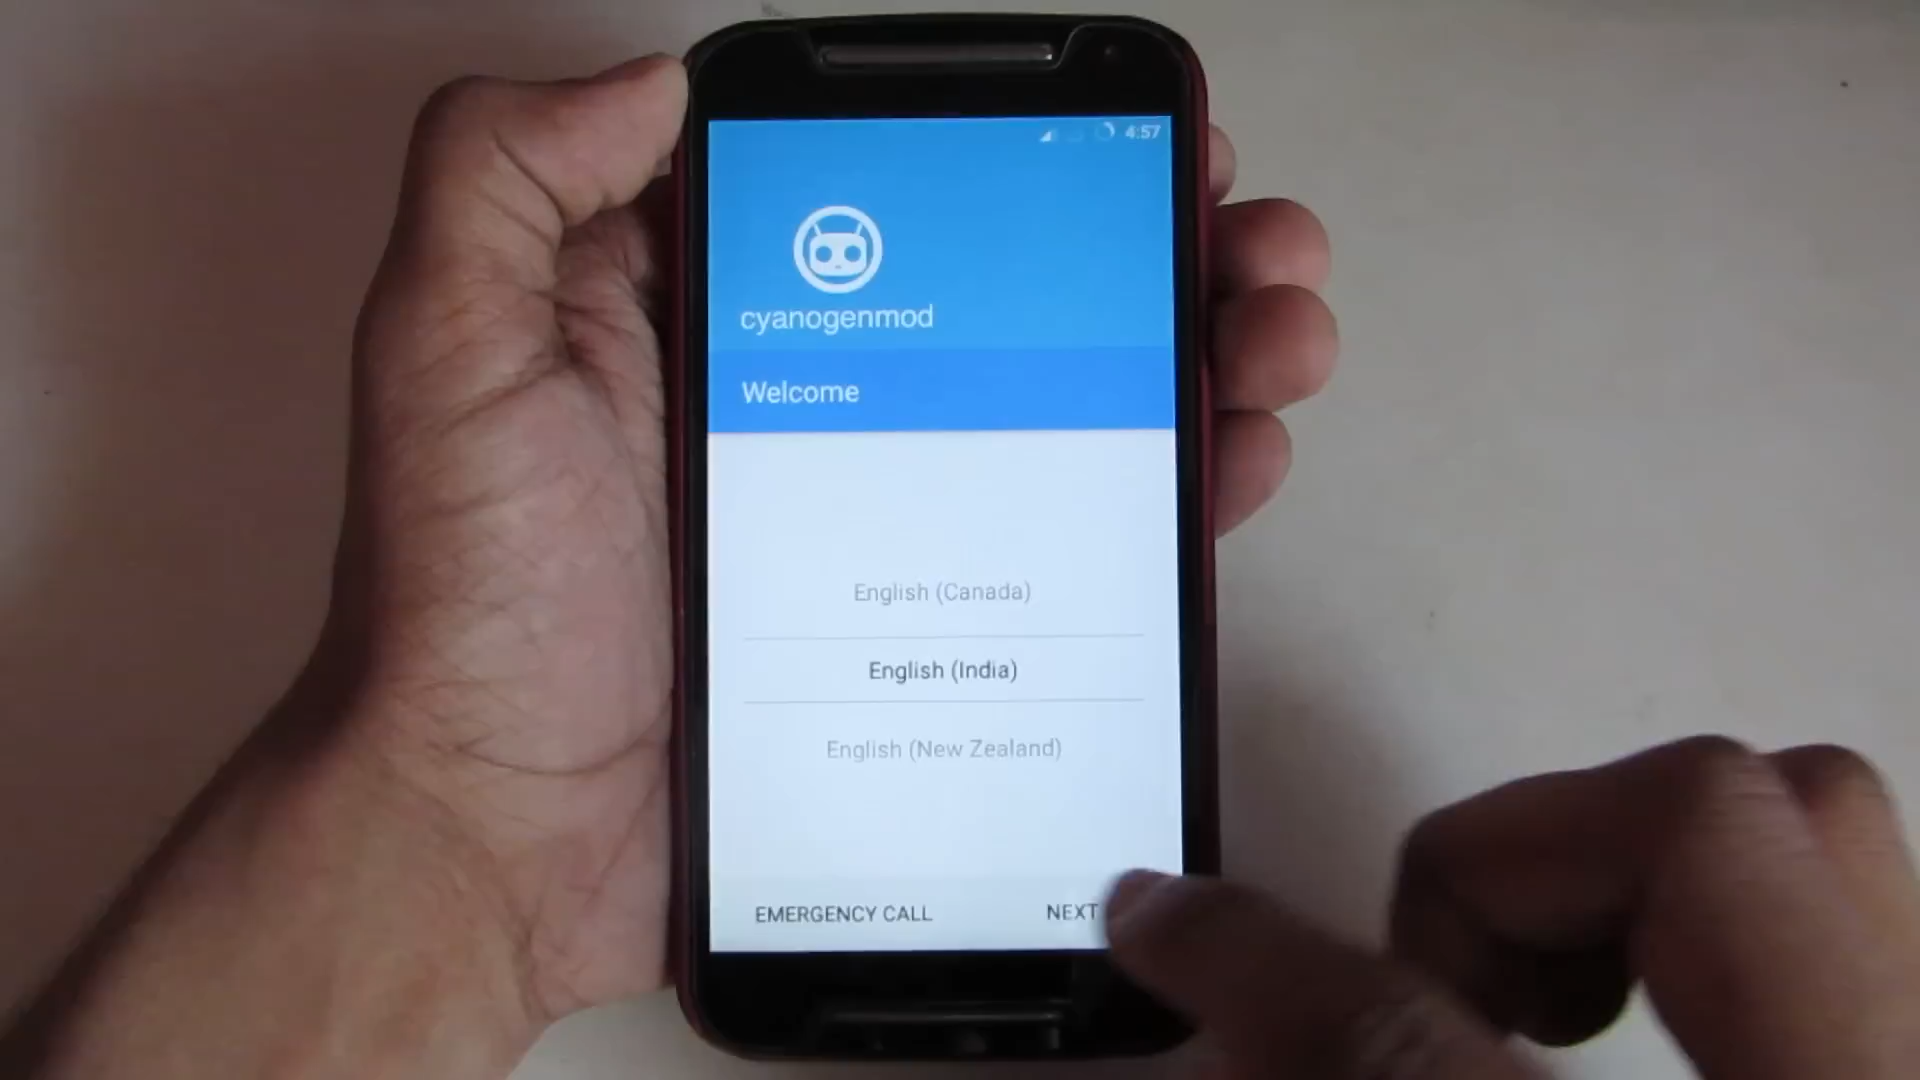 4:57
cyanogenmod
Welcome
English (Canada)
English (India)
English (New Zealand)
EMERGENCY CALL
NEXT